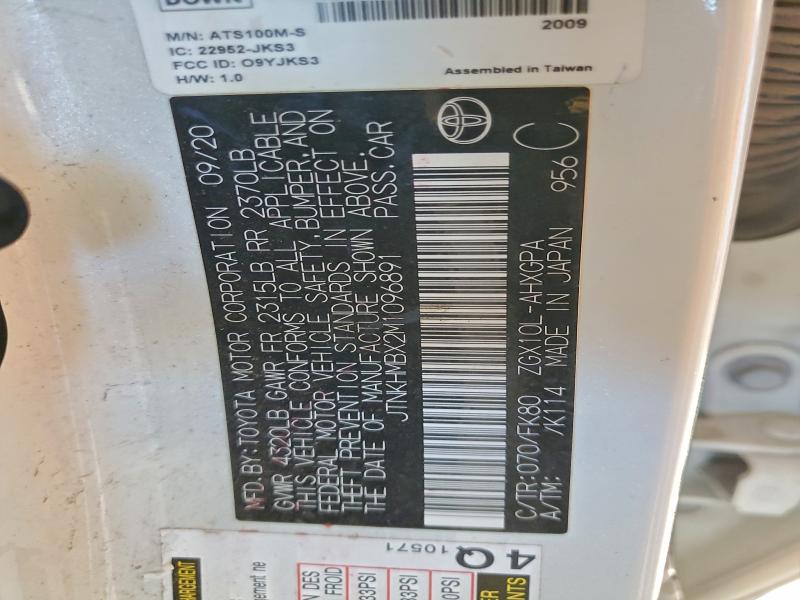 DOWN
M/N: ATS100M-S
IC: 22952-JKS3
FCC ID: O9YJKS3
H/W: 1.0
2009
Assembled in Taiwan
MFD. BY: TOYOTA MOTOR CORPORATION 09/20
GVWR 4320LB GAWR FR 2315LB RR 2370LB
THIS VEHICLE CONFORMS TO ALL APPLICABLE
FEDERAL MOTOR VEHICLE SAFETY, BUMPER, AND
THEFT PREVENTION STANDARDS IN EFFECT ON
THE DATE OF MANUFACTURE SHOWN ABOVE.
JTNKHMBX2M1096891 PASS. CAR
C/TR: 070/FK80 ZGX10L-AHXGPA
A/TM: /K114 MADE IN JAPAN 956 C
4Q
10571